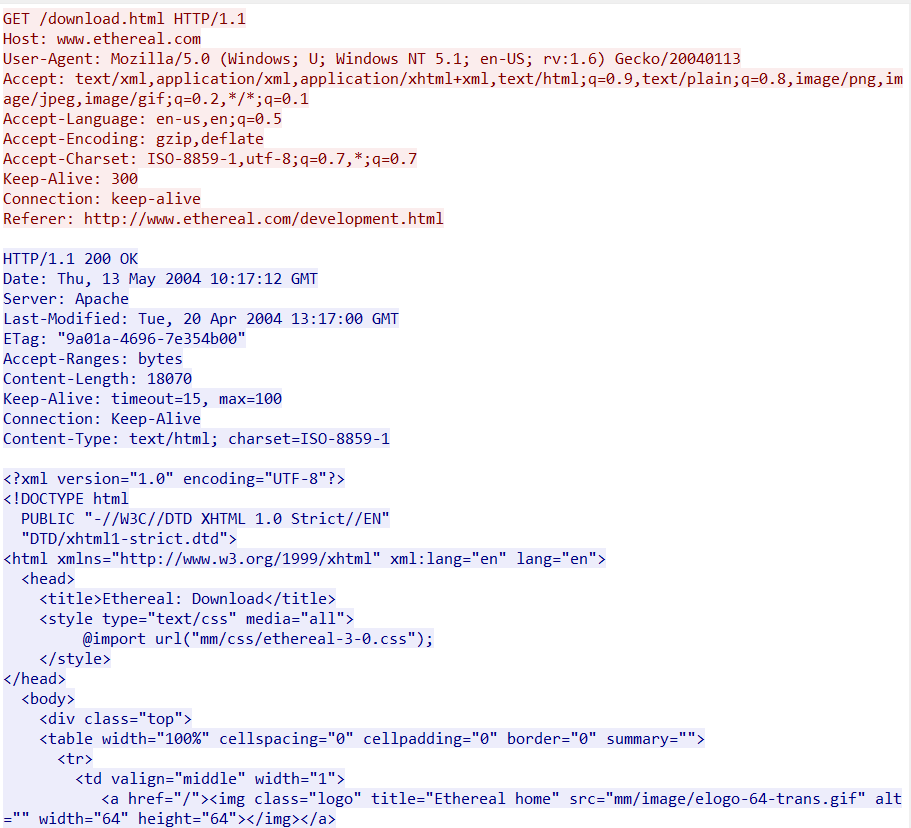 GET /download.html HTTP/1.1
Host: www.ethereal.com
User-Agent: Mozilla/5.0 (Windows; U; Windows NT 5.1; en-US; rv:1.6) Gecko/20040113
Accept: text/xml,application/xml,application/xhtml+xml,text/html;q=0.9,text/plain;q=0.8,image/png,im
age/jpeg,image/gif;q=0.2,*/*;q=0.1
Accept-Language: en-us,en;q=0.5
Accept-Encoding: gzip,deflate
Accept-Charset: ISO-8859-1,utf-8;q=0.7,*;q=0.7
Keep-Alive: 300
Connection: keep-alive
Referer: http://www.ethereal.com/development.html

HTTP/1.1 200 OK
Date: Thu, 13 May 2004 10:17:12 GMT
Server: Apache
Last-Modified: Tue, 20 Apr 2004 13:17:00 GMT
ETag: "9a01a-4696-7e354b00"
Accept-Ranges: bytes
Content-Length: 18070
Keep-Alive: timeout=15, max=100
Connection: Keep-Alive
Content-Type: text/html; charset=ISO-8859-1

<?xml version="1.0" encoding="UTF-8"?>
<!DOCTYPE html
  PUBLIC "-//W3C//DTD XHTML 1.0 Strict//EN"
  "DTD/xhtml1-strict.dtd">
<html xmlns="http://www.w3.org/1999/xhtml" xml:lang="en" lang="en">
  <head>
    <title>Ethereal: Download</title>
    <style type="text/css" media="all">
         @import url("mm/css/ethereal-3-0.css");
    </style>
</head>
  <body>
    <div class="top">
    <table width="100%" cellspacing="0" cellpadding="0" border="0" summary="">
      <tr>
        <td valign="middle" width="1">
           <a href="/"><img class="logo" title="Ethereal home" src="mm/image/elogo-64-trans.gif" alt
="" width="64" height="64"></img></a>